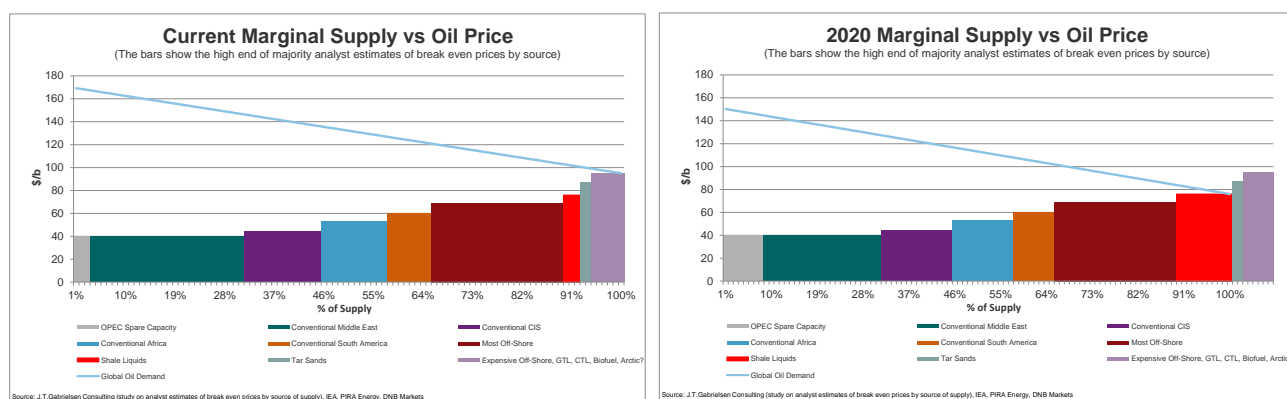 Current Marginal Supply vs Oil Price
(The bars show the high end of majority analyst estimates of break even prices by source)
180
160
140
120
100
80
60
40
20
0
$/b
1% 10% 19% 28% 37% 46% 55% 64% 73% 82% 91% 100%
% of Supply
OPEC Spare Capacity Conventional Middle East Conventional CIS
Conventional Africa Conventional South America Most Off-Shore
Shale Liquids Tar Sands Expensive Off-Shore, GTL, CTL, Biofuel, Arctic?
Global Oil Demand
Source: J.T.Gabrielsen Consulting (study on analyst estimates of break even prices by source of supply), IEA, PIRA Energy, DNB Markets
2020 Marginal Supply vs Oil Price
(The bars show the high end of majority analyst estimates of break even prices by source)
180
160
140
120
100
80
60
40
20
0
$/b
1% 10% 19% 28% 37% 46% 55% 64% 73% 82% 91% 100%
% of Supply
OPEC Spare Capacity Conventional Middle East Conventional CIS
Conventional Africa Conventional South America Most Off-Shore
Shale Liquids Tar Sands Expensive Off-Shore, GTL, CTL, Biofuel, Arctic
Global Oil Demand
Source: J.T.Gabrielsen Consulting (study on analyst estimates of break even prices by source of supply), IEA, PIRA Energy, DNB Markets